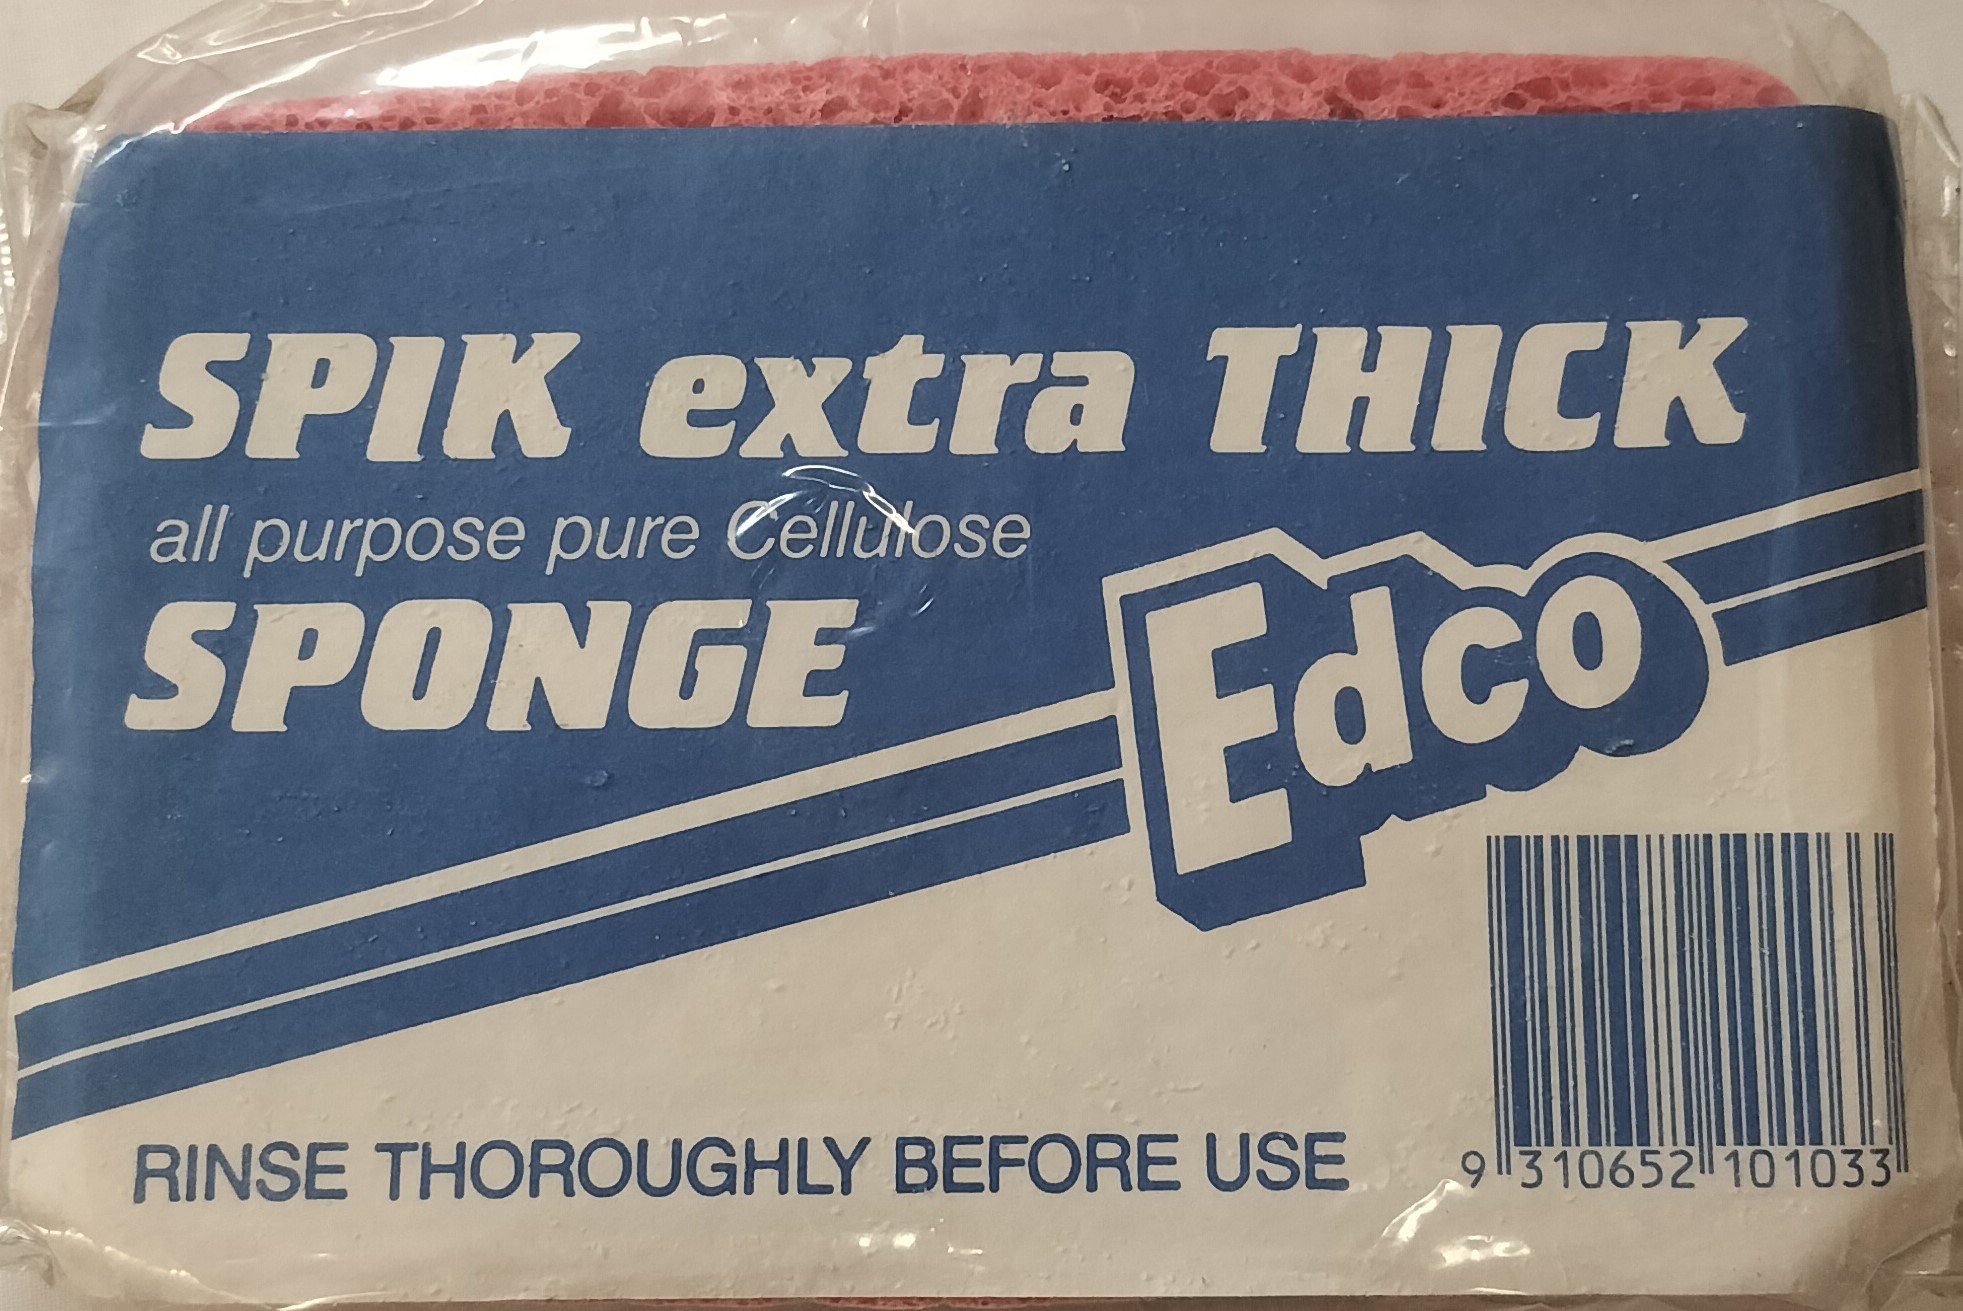 SPIK extra THICK
all purpose pure Cellulose
SPONGE
Edco
RINSE THOROUGHLY BEFORE USE
9 310652 101033